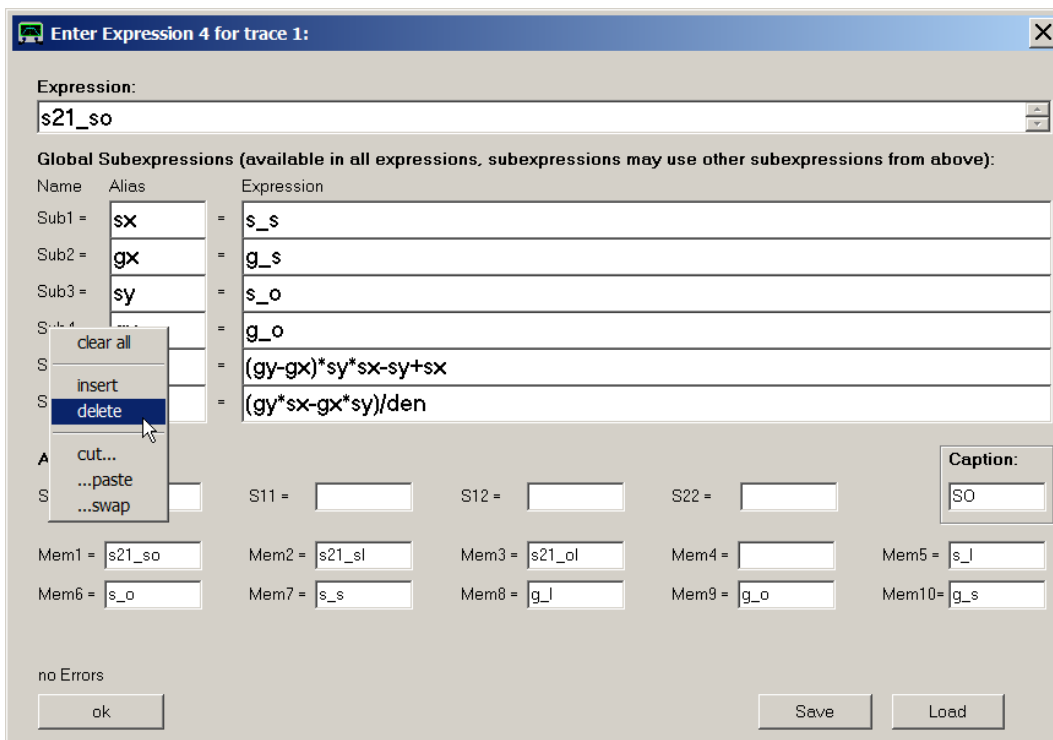 Enter Expression 4 for trace 1:
Expression:
s21_so
Global Subexpressions (available in all expressions, subexpressions may use other subexpressions from above):
Name Alias Expression
Sub1 = sx = s_s
Sub2 = gx = g_s
Sub3 = sy = s_o
= g_o
clear all
S = (gy-gx)*sy*sx-sy+sx
insert
S = (gy*sx-gx*sy)/den
delete
cut...
A Caption:
...paste
S S11 = S12 = S22 = SO
...swap
Mem1 = s21_so Mem2 = s21_sl Mem3 = s21_ol Mem4 = Mem5 = s_l
Mem6 = s_o Mem7 = s_s Mem8 = g_l Mem9 = g_o Mem10= g_s
no Errors
ok Save Load